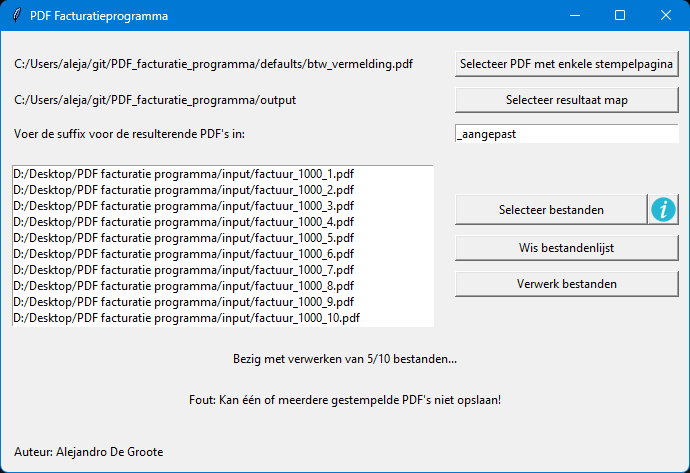 PDF Facturatieprogramma
C:/Users/aleja/git/PDF_facturatie_programma/defaults/btw_vermelding.pdf
Selecteer PDF met enkele stempelpagina
C:/Users/aleja/git/PDF_facturatie_programma/output
Selecteer resultaat map
Voer de suffix voor de resulterende PDF's in:
_aangepast
D:/Desktop/PDF facturatie programma/input/factuur_1000_1.pdf
D:/Desktop/PDF facturatie programma/input/factuur_1000_2.pdf
D:/Desktop/PDF facturatie programma/input/factuur_1000_3.pdf
D:/Desktop/PDF facturatie programma/input/factuur_1000_4.pdf
D:/Desktop/PDF facturatie programma/input/factuur_1000_5.pdf
D:/Desktop/PDF facturatie programma/input/factuur_1000_6.pdf
D:/Desktop/PDF facturatie programma/input/factuur_1000_7.pdf
D:/Desktop/PDF facturatie programma/input/factuur_1000_8.pdf
D:/Desktop/PDF facturatie programma/input/factuur_1000_9.pdf
D:/Desktop/PDF facturatie programma/input/factuur_1000_10.pdf
Selecteer bestanden
i
Wis bestandenlijst
Verwerk bestanden
Bezig met verwerken van 5/10 bestanden...
Fout: Kan één of meerdere gestempelde PDF's niet opslaan!
Auteur: Alejandro De Groote